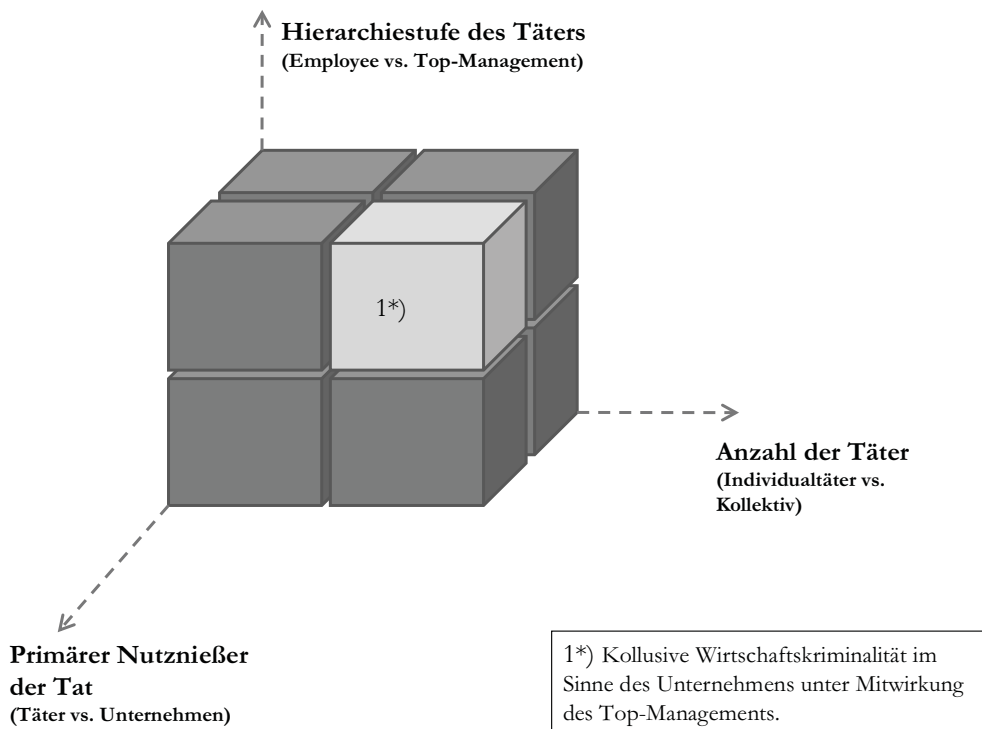 Hierarchiestufe des Täters
(Employee vs. Top-Management)
1*)
Anzahl der Täter
(Individualtäter vs.
Kollektiv)
Primärer Nutznießer
der Tat
(Täter vs. Unternehmen)
1*) Kollusive Wirtschaftskriminalität im
Sinne des Unternehmens unter Mitwirkung
des Top-Managements.